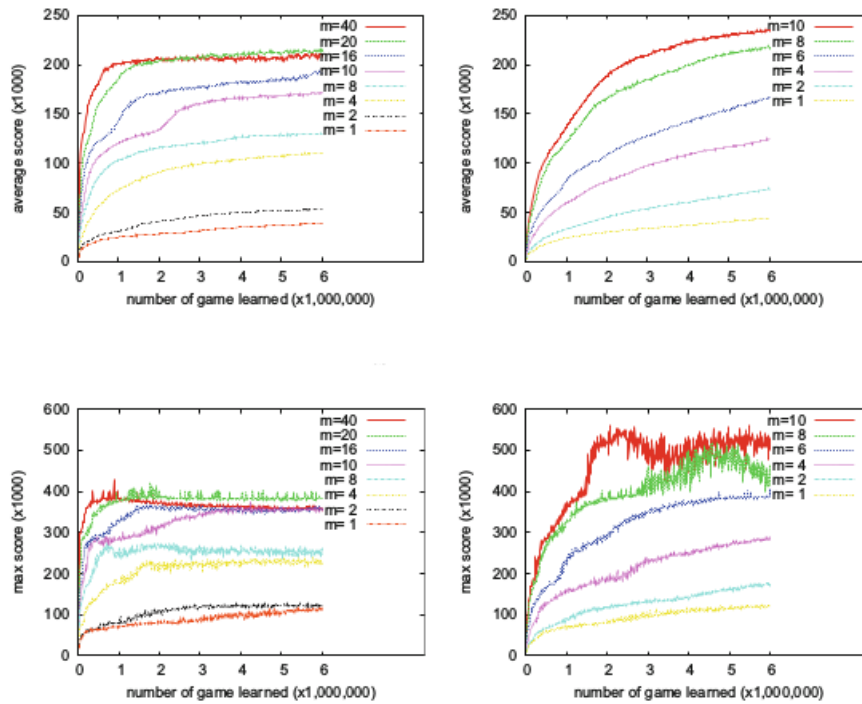 250
200
150
100
50
0
average score (x1000)
0 1 2 3 4 5 6
number of game learned (x1,000,000)
m=40
m=20
m=16
m=10
m= 8
m= 4
m= 2
m= 1
250
200
150
100
50
0
average score (x1000)
0 1 2 3 4 5 6
number of game learned (x1,000,000)
m=10
m= 8
m= 6
m= 4
m= 2
m= 1
600
500
400
300
200
100
0
max score (x1000)
0 1 2 3 4 5 6
number of game learned (x1,000,000)
m=40
m=20
m=16
m=10
m= 8
m= 4
m= 2
m= 1
600
500
400
300
200
100
0
max score (x1000)
0 1 2 3 4 5 6
number of game learned (x1,000,000)
m=10
m= 8
m= 6
m= 4
m= 2
m= 1